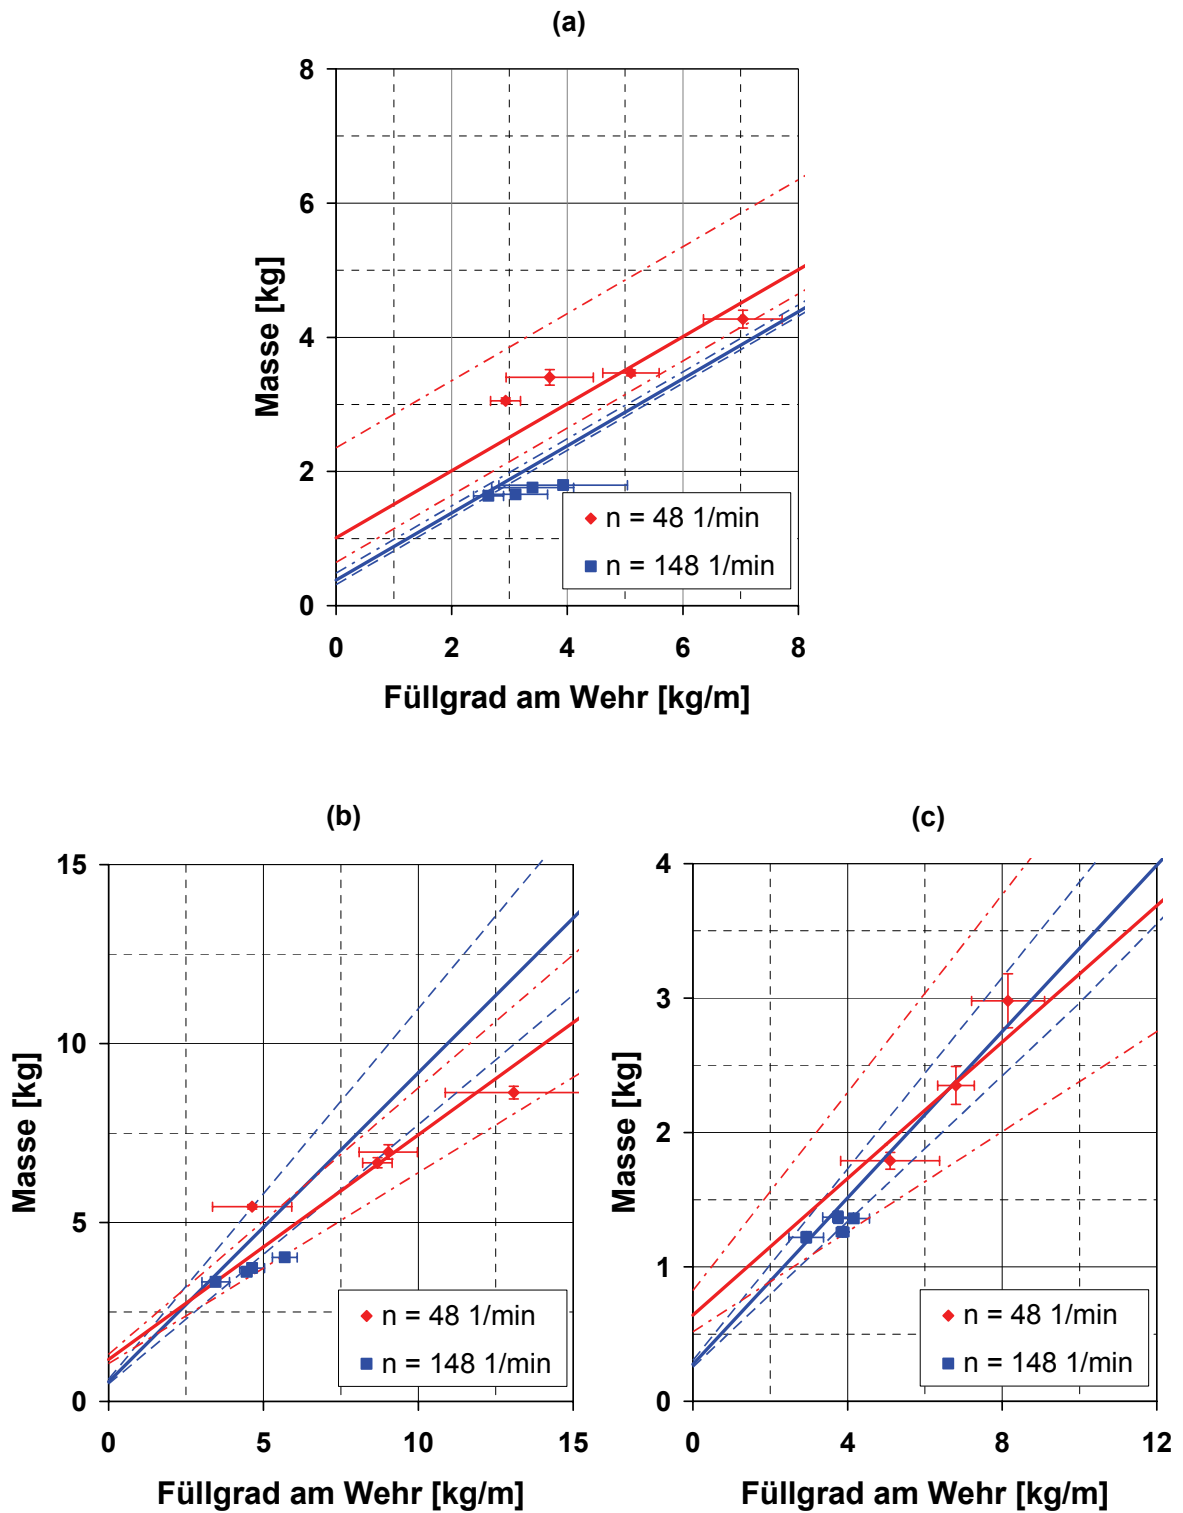 (a)
8
6
4
2
0
Masse [kg]
n = 48 1/min
n = 148 1/min
0 2 4 6 8
Füllgrad am Wehr [kg/m]
(b)
15
10
5
0
Masse [kg]
n = 48 1/min
n = 148 1/min
0 5 10 15
Füllgrad am Wehr [kg/m]
(c)
4
3
2
1
0
Masse [kg]
n = 48 1/min
n = 148 1/min
0 4 8 12
Füllgrad am Wehr [kg/m]